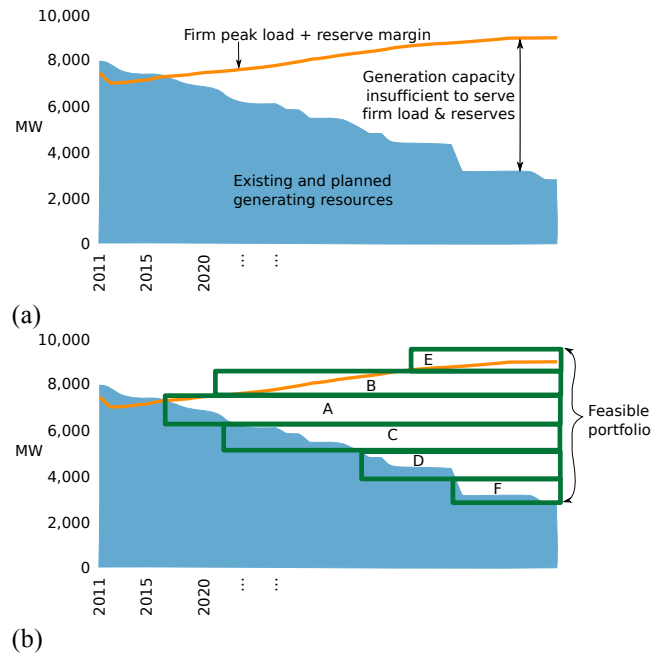 10,000
Firm peak load + reserve margin
8,000
Generation capacity
insufficient to serve
firm load & reserves
6,000
MW
4,000
Existing and planned
generating resources
2,000
0
2011
2015
2020
...
...
(a)
10,000
E
8,000
B
A
Feasible
portfolio
6,000
C
MW
D
4,000
F
2,000
0
2011
2015
2020
...
...
(b)